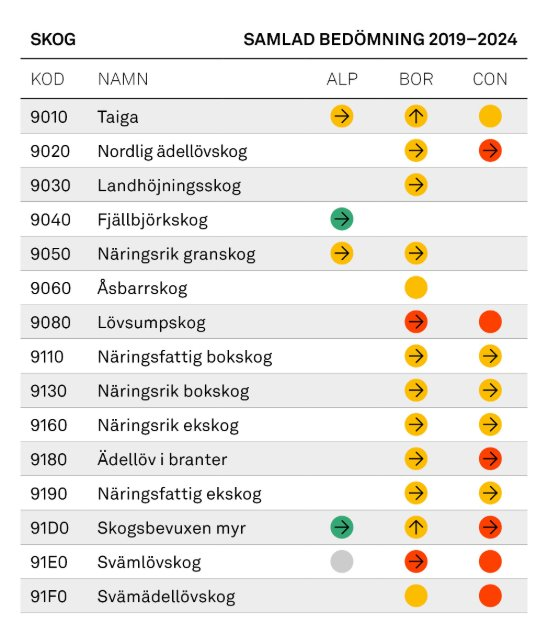 SKOG SAMLAD BEDÖMNING 2019–2024
KOD NAMN ALP BOR CON
9010 Taiga
9020 Nordlig ädellövskog
9030 Landhöjningsskog
9040 Fjällbjörkskog
9050 Näringsrik granskog
9060 Åsbarrskog
9080 Lövsumpskog
9110 Näringsfattig bokskog
9130 Näringsrik bokskog
9160 Näringsrik ekskog
9180 Ädellöv i branter
9190 Näringsfattig ekskog
91D0 Skogsbevuxen myr
91E0 Svämlövskog
91F0 Svämädellövskog